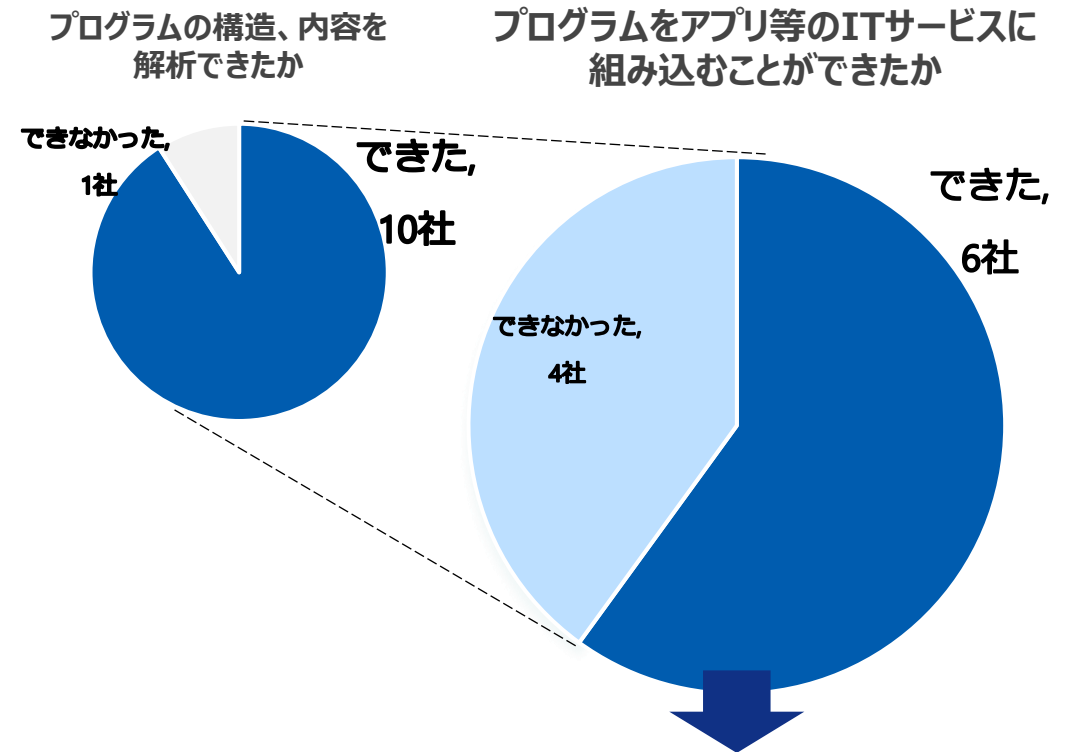 プログラムの構造、内容を
解析できたか
できなかった,
1社
できた,
10社
プログラムをアプリ等のITサービスに
組み込むことができたか
できた,
6社
できなかった,
4社